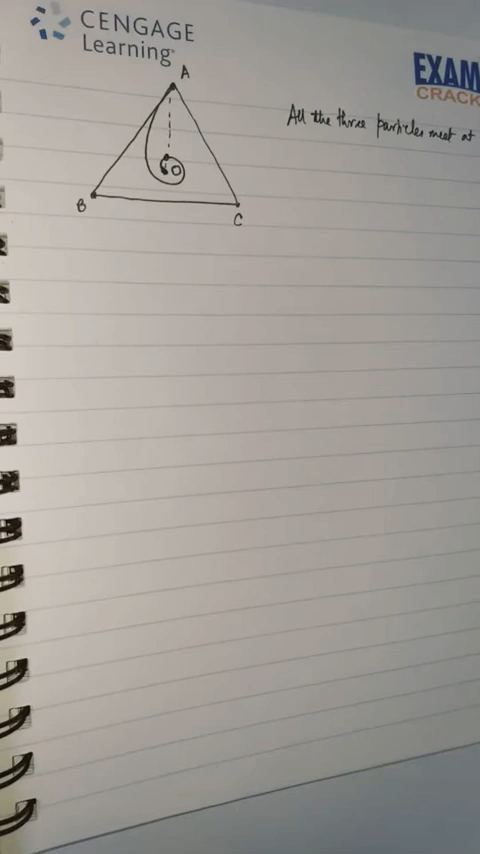 CENGAGE
Learning
EXAM
CRACK
A
All the three particles meet at
O
B
C